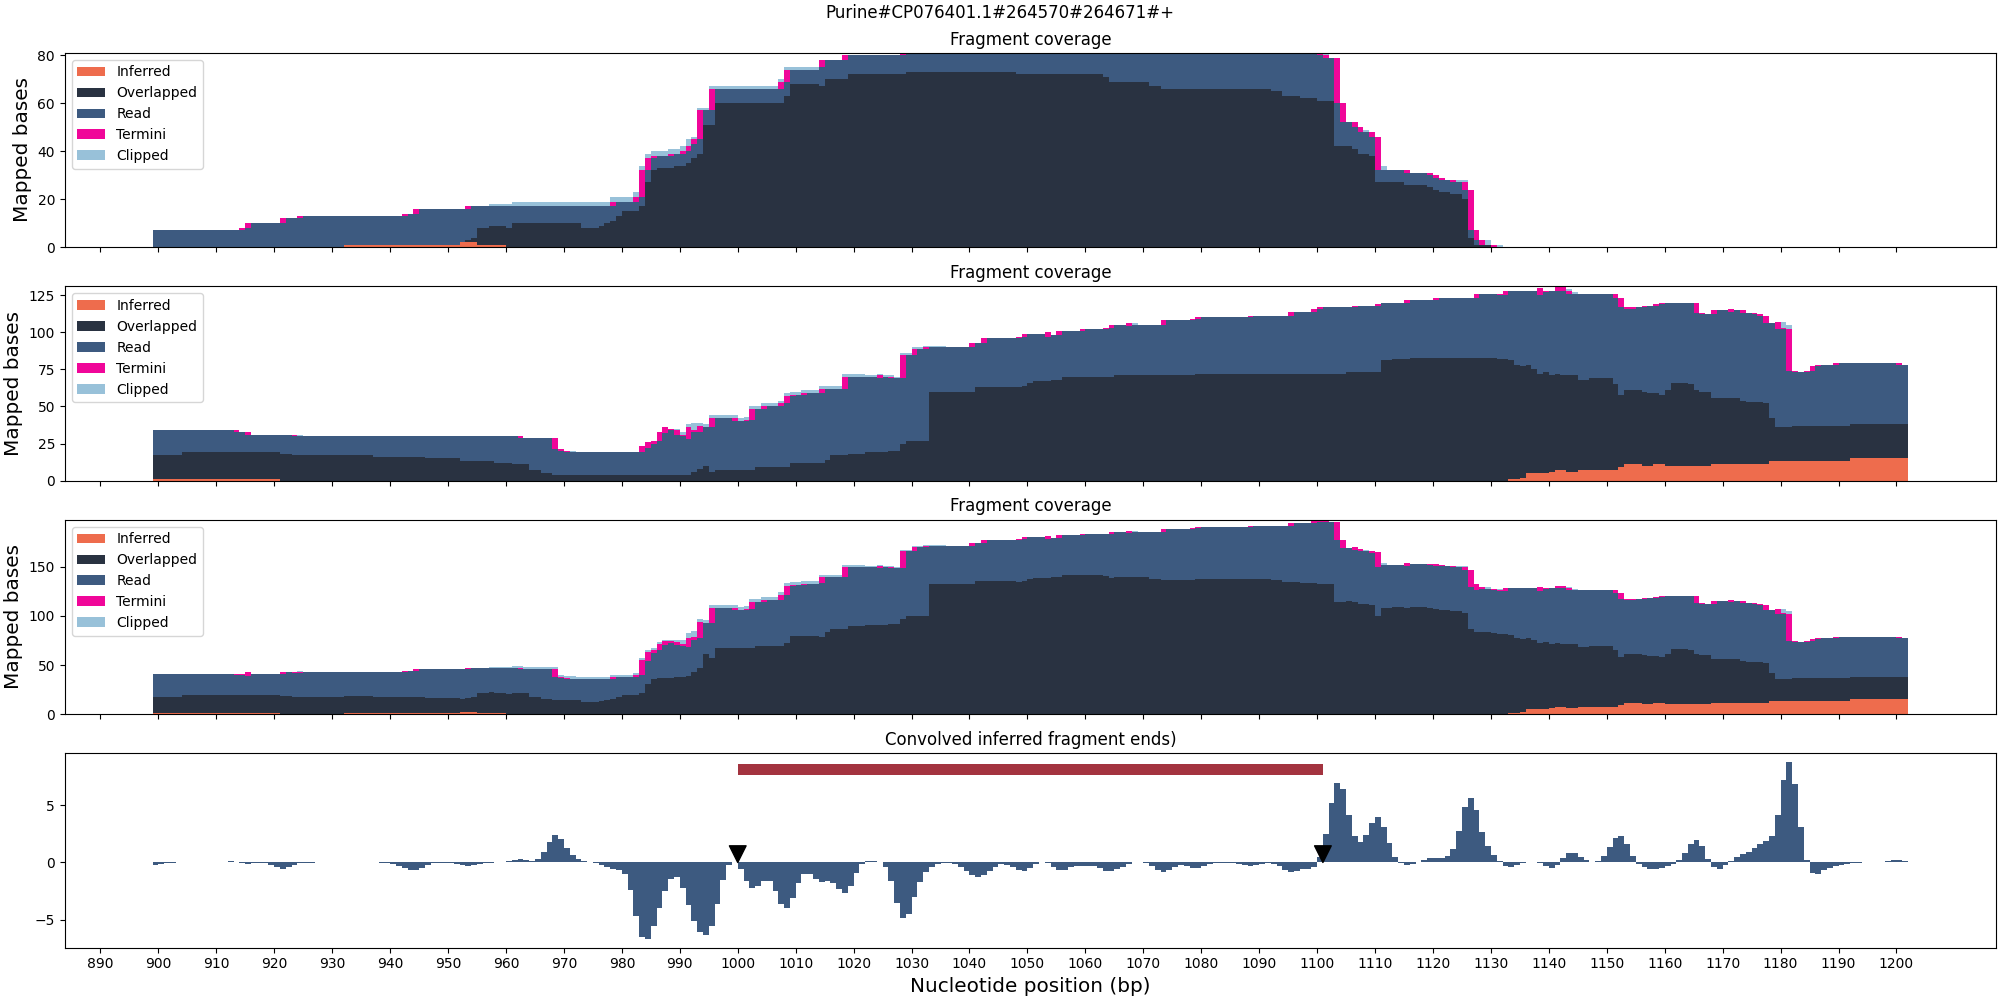 Purine#CP076401.1#264570#264671#+
Fragment coverage
Mapped bases
80
60
40
20
0
Inferred
Overlapped
Read
Termini
Clipped
Fragment coverage
Mapped bases
125
100
75
50
25
0
Inferred
Overlapped
Read
Termini
Clipped
Fragment coverage
Mapped bases
150
100
50
0
Inferred
Overlapped
Read
Termini
Clipped
Convolved inferred fragment ends)
5
0
−5
890 900 910 920 930 940 950 960 970 980 990 1000 1010 1020 1030 1040 1050 1060 1070 1080 1090 1100 1110 1120 1130 1140 1150 1160 1170 1180 1190 1200
Nucleotide position (bp)